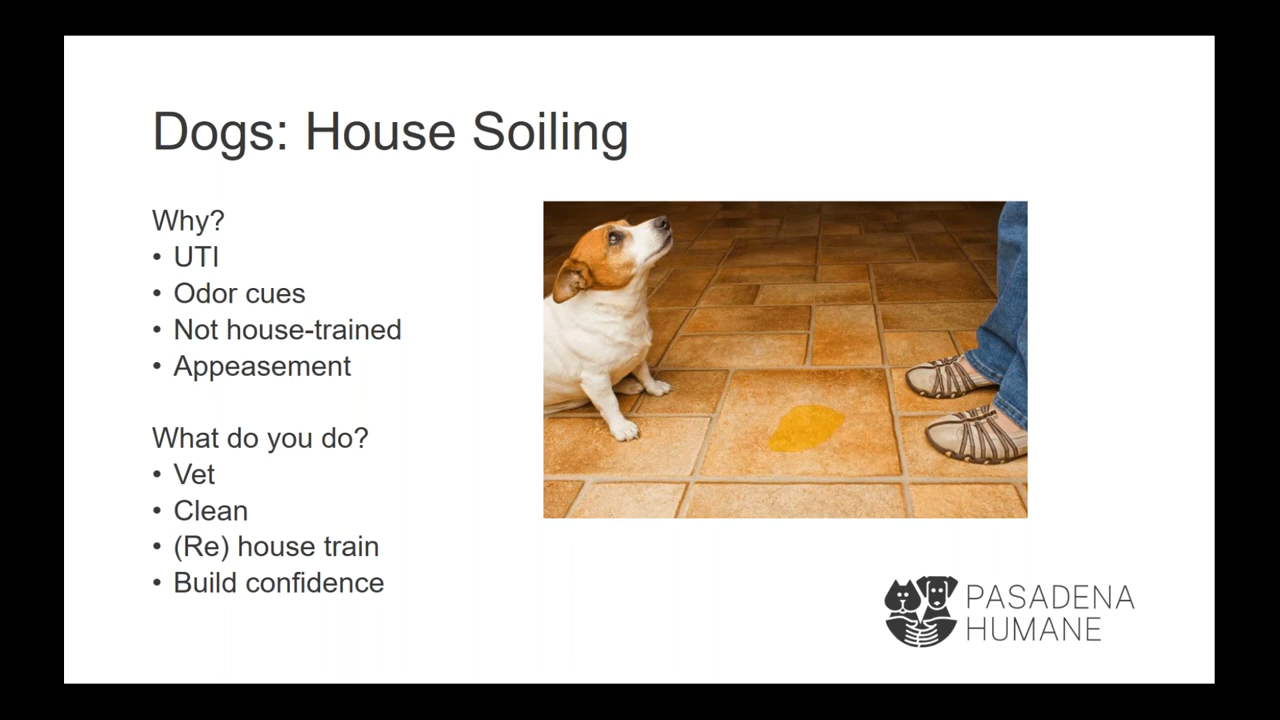 Dogs: House Soiling
Why?
• UTI
• Odor cues
• Not house-trained
• Appeasement
What do you do?
• Vet
• Clean
• (Re) house train
• Build confidence
PASADENA
HUMANE